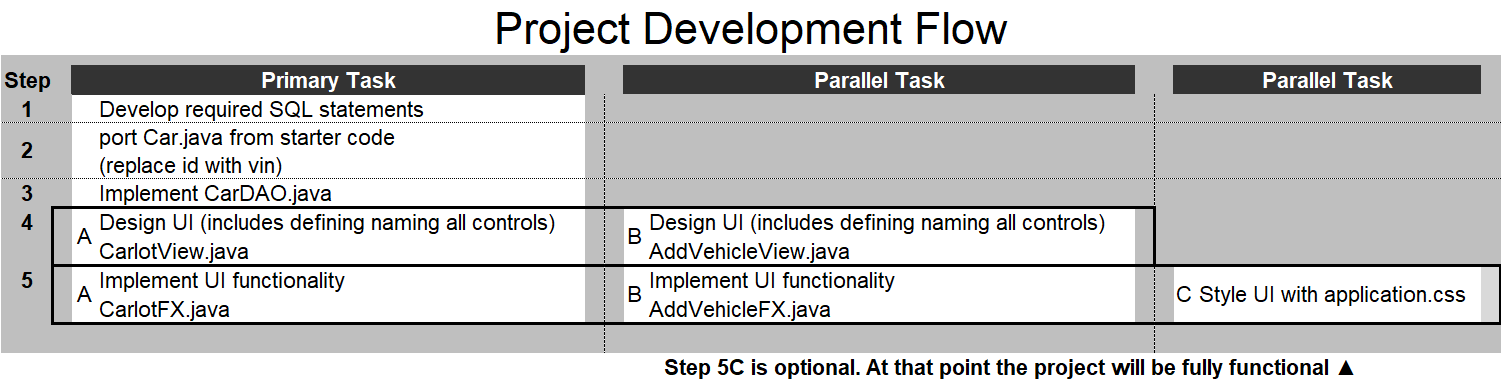 Project Development Flow
Step Primary Task Parallel Task Parallel Task
1 Develop required SQL statements
2 port Car.java from starter code
(replace id with vin)
3 Implement CarDAO.java
4 A Design UI (includes defining naming all controls)
CarlotView.java
B Design UI (includes defining naming all controls)
AddVehicleView.java
5 A Implement UI functionality
CarlotFX.java
B Implement UI functionality
AddVehicleFX.java
C Style UI with application.css
Step 5C is optional. At that point the project will be fully functional ▲